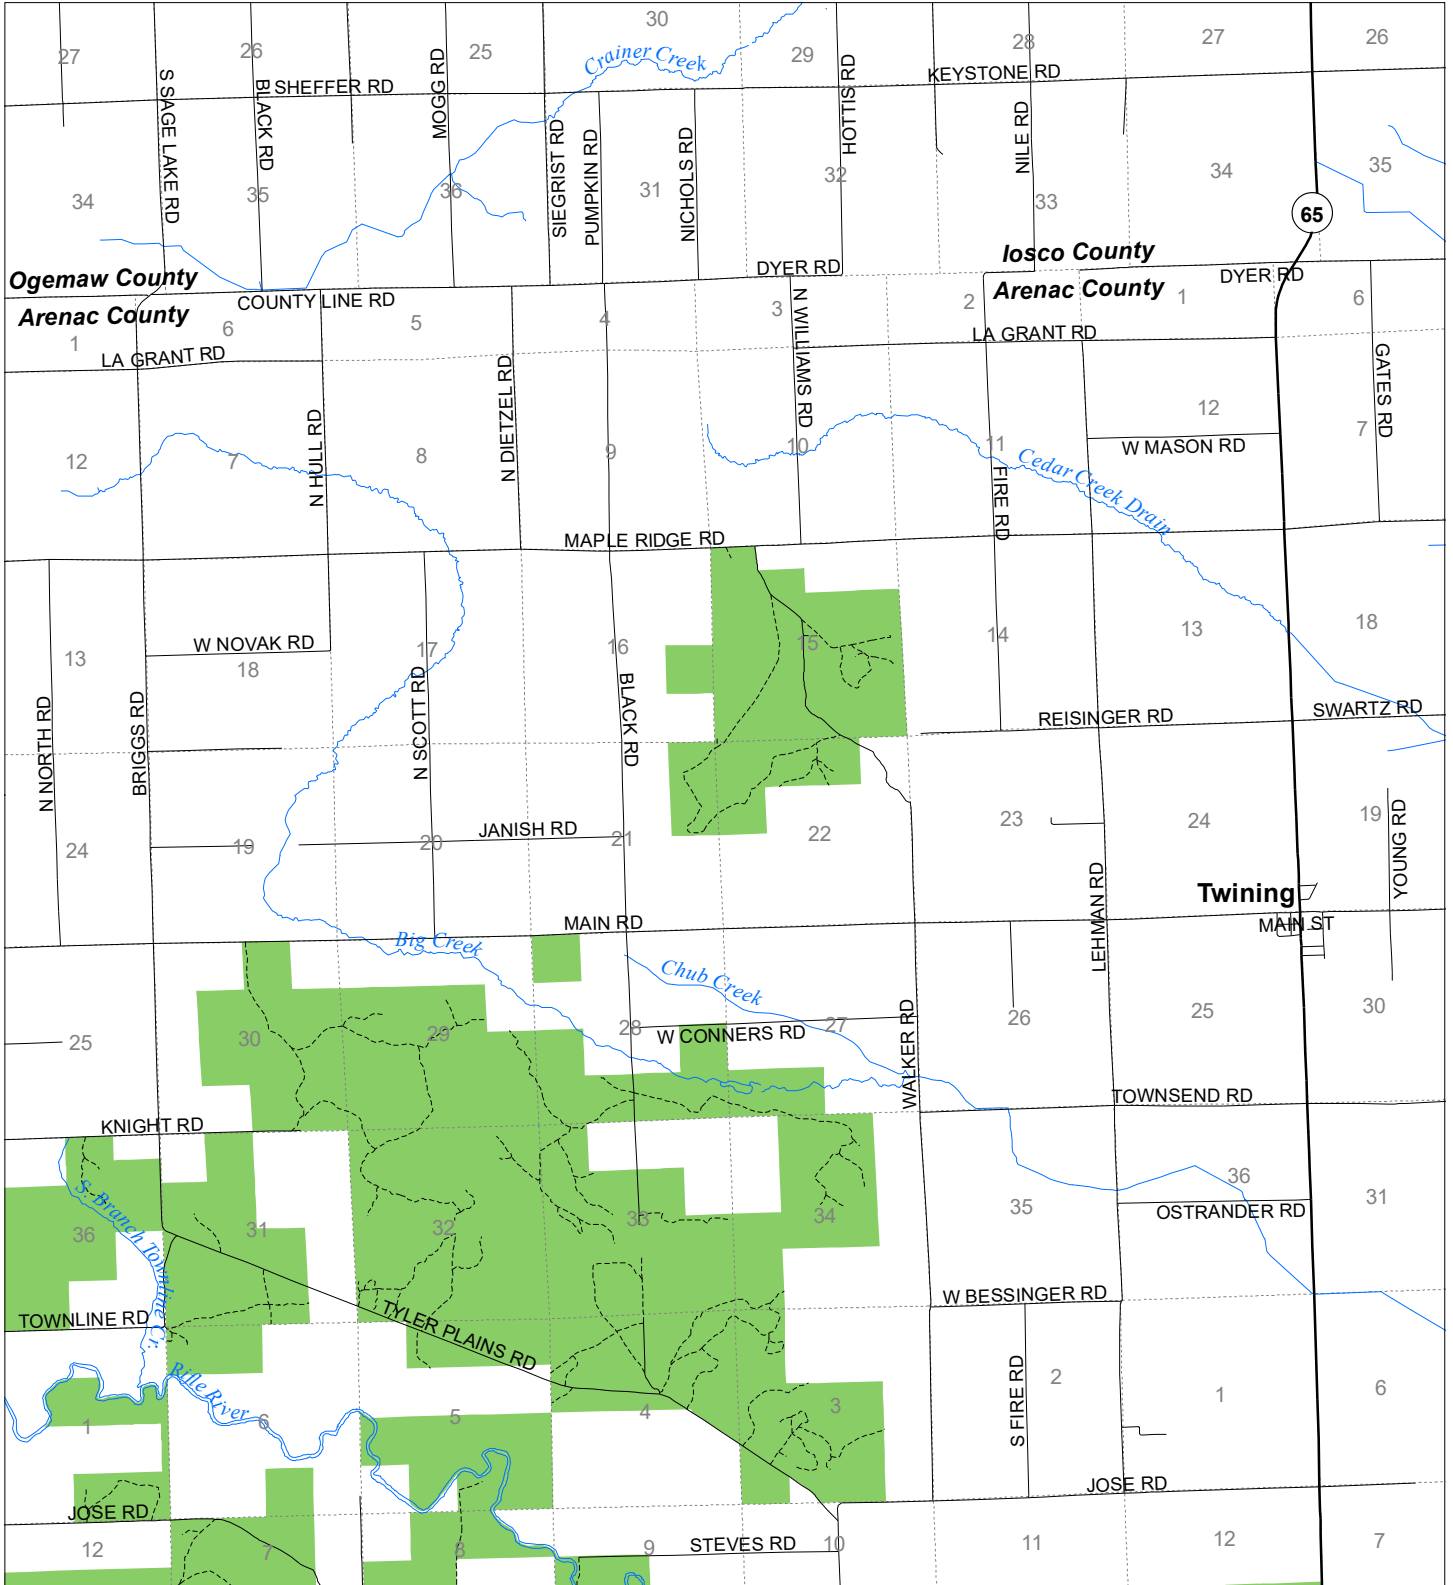 30
27
26
25
Crainer Creek
29
28
27
26
S SAGE LAKE RD
BLACK RD
SHEFFER RD
MOGG RD
HOTTIS RD
KEYSTONE RD
NILE RD
SIEGRIST RD
PUMPKIN RD
NICHOLS RD
34
35
36
31
32
33
34
35
65
Ogemaw County
Arenac County
COUNTY LINE RD
DYER RD
Iosco County
Arenac County
DYER RD
1
6
5
4
3
2
1
6
LA GRANT RD
LA GRANT RD
N HULL RD
N DIETZEL RD
N WILLIAMS RD
FIRE RD
GATES RD
12
7
8
9
10
11
12
7
W MASON RD
Cedar Creek Drain
MAPLE RIDGE RD
13
W NOVAK RD
18
17
16
15
14
13
18
N NORTH RD
BRIGGS RD
N SCOTT RD
BLACK RD
REISINGER RD
SWARTZ RD
24
19
20
JANISH RD
21
22
23
24
19
YOUNG RD
LEHMAN RD
Twining
MAIN ST
MAIN RD
Big Creek
Chub Creek
25
30
29
28
W CONNERS RD
27
WALKER RD
26
25
30
TOWNSEND RD
KNIGHT RD
S. Branch Townline Cr.
36
31
32
33
34
35
36
31
OSTRANDER RD
TOWNLINE RD
TYLER PLAINS RD
W BESSINGER RD
Rifle River
S FIRE RD
1
6
5
4
3
2
1
6
JOSE RD
JOSE RD
12
7
8
9
STEVES RD
10
11
12
7